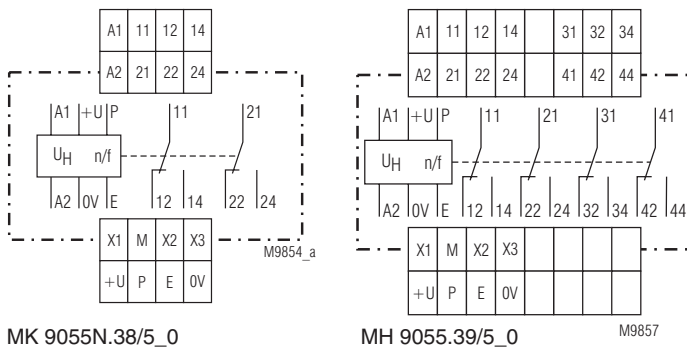 A1 11 12 14
A2 21 22 24
A1 +U P 11 21
UH n/f
A2 0V E 12 14 22 24
X1 M X2 X3
+U P E 0V
M9854_a
MK 9055N.38/5_0
A1 11 12 14 31 32 34
A2 21 22 24 41 42 44
A1 +U P 11 21 31 41
UH n/f
A2 0V E 12 14 22 24 32 34 42 44
X1 M X2 X3
+U P E 0V
M9857
MH 9055.39/5_0